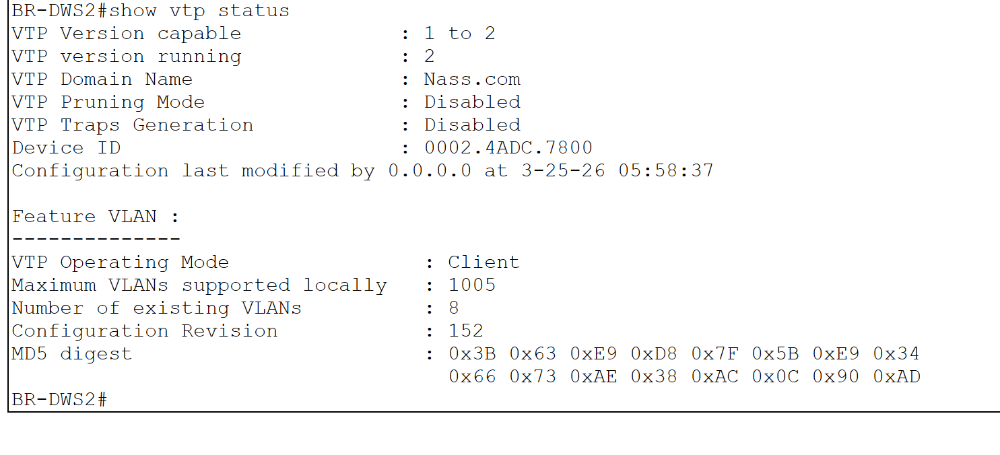 BR-DWS2#show vtp status
VTP Version capable : 1 to 2
VTP version running : 2
VTP Domain Name : Nass.com
VTP Pruning Mode : Disabled
VTP Traps Generation : Disabled
Device ID : 0002.4ADC.7800
Configuration last modified by 0.0.0.0 at 3-25-26 05:58:37
Feature VLAN :
--------------
VTP Operating Mode : Client
Maximum VLANs supported locally : 1005
Number of existing VLANs : 8
Configuration Revision : 152
MD5 digest : 0x3B 0x63 0xE9 0xD8 0x7F 0x5B 0xE9 0x34
0x66 0x73 0xAE 0x38 0xAC 0x0C 0x90 0xAD
BR-DWS2#